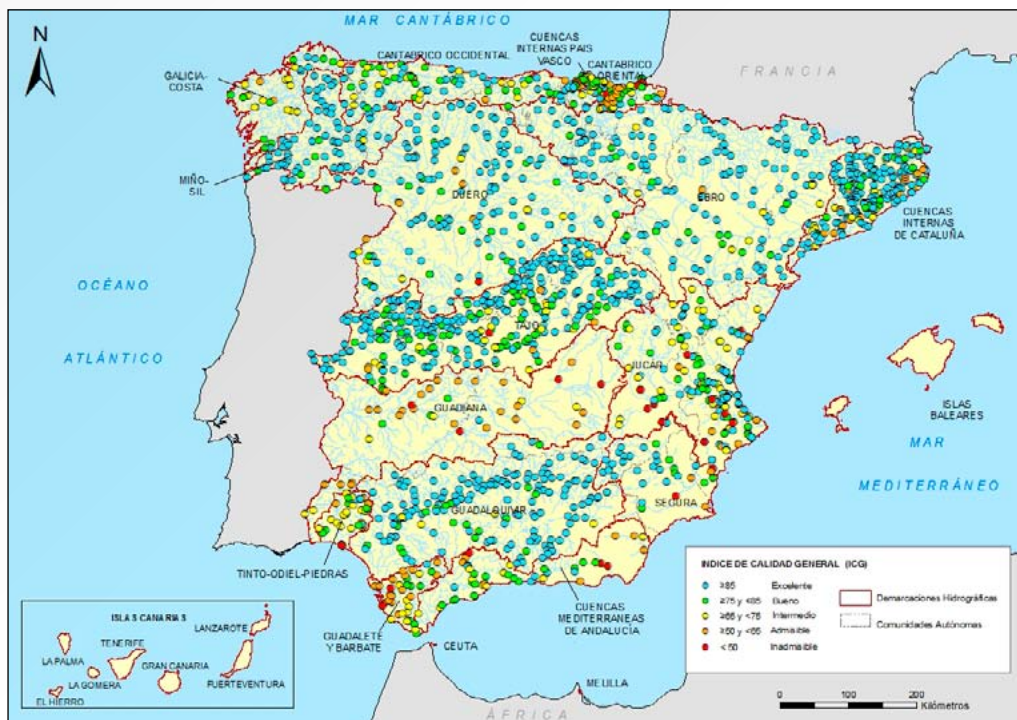 N
MAR CANTÁBRICO
CUENCAS
INTERNAS PAIS
VASCO
CANTABRICO OCCIDENTAL
CANTABRICO
ORIENTAL
FRANCIA
GALICIA-
COSTA
MIÑO-
SIL
DUERO
EBRO
CUENCAS
INTERNAS
DE CATALUÑA
OCÉANO
ATLÁNTICO
TAJO
JUCAR
GUADIANA
ISLAS
BALEARES
MAR
MEDITERRÁNEO
SEGURA
GUADALQUIVIR
TINTO-ODIEL-PIEDRAS
CUENCAS
MEDITERRANEAS
DE ANDALUCÍA
GUADALETE
Y BARBATE
CEUTA
MELILLA
ÁFRICA
ISLAS CANARIAS
LANZAROTE
LA PALMA
TENERIFE
GRAN CANARIA
LA GOMERA
EL HIERRO
FUERTEVENTURA
INDICE DE CALIDAD GENERAL (ICG)
≥85 Excelente
≥75 y <85 Bueno
≥65 y <75 Intermedio
≥50 y <65 Admisible
<50 Inadmisible
Demarcaciones Hidrográficas
Comunidades Autónomas
0 100 200
Kilómetros